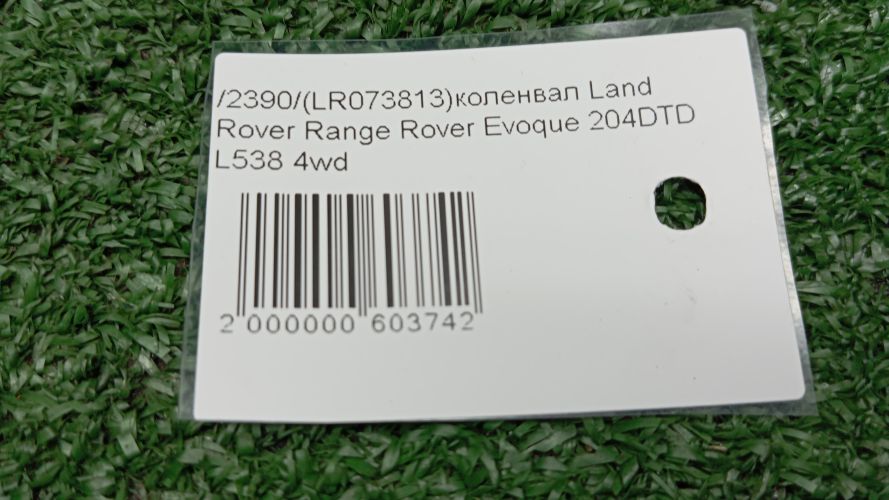 /2390/(LR073813)коленвал Land
Rover Range Rover Evoque 204DTD
L538 4wd
2 000000 603742